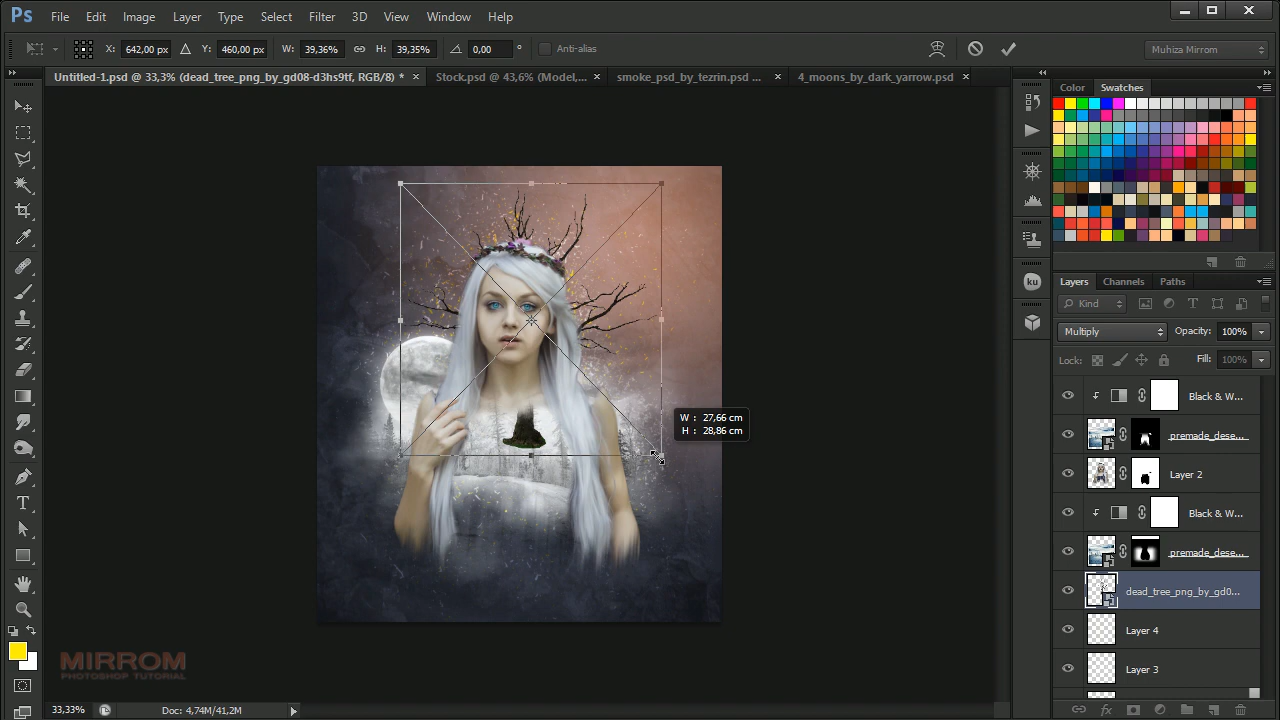 Ps File Edit Image Layer Type Select Filter 3D View Window Help
X: 642,00 px Y: 460,00 px W: 39,36% H: 39,35% 0,00 ° Anti-alias Muhiza Mirrom
Untitled-1.psd @ 33,3% (dead_tree_png_by_gd08-d3hs9tf, RGB/8) * × Stock.psd @ 43,6% (Model,... × smoke_psd_by_tezrin.psd ... × 4_moons_by_dark_yarrow.psd ×
Color Swatches
Layers Channels Paths
Kind
Multiply Opacity: 100%
Lock: Fill: 100%
Black & W...
premade_dese...
Layer 2
Black & W...
premade_dese...
dead_tree_png_by_gd0...
Layer 4
Layer 3
ku
W : 27,66 cm
H : 28,86 cm
MIRROM
PHOTOSHOP TUTORIAL
33,33% Doc: 4,74M/41,2M
fx